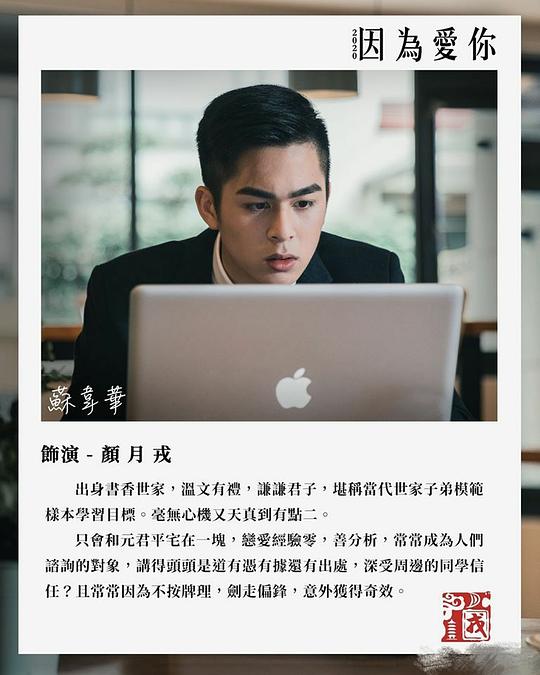 2020 因為愛你
蘇韋華
飾演-顏月戎
出身書香世家，溫文有禮，謙謙君子，堪稱當代世家子弟模範
樣本學習目標。毫無心機又天真到有點二。
只會和元君平宅在一塊，戀愛經驗零，善分析，常常成為人們
諮詢的對象，講得頭頭是道有憑有據還有出處，深受周邊的同學信
任？且常常因為不按牌理，劍走偏鋒，意外獲得奇效。
戎